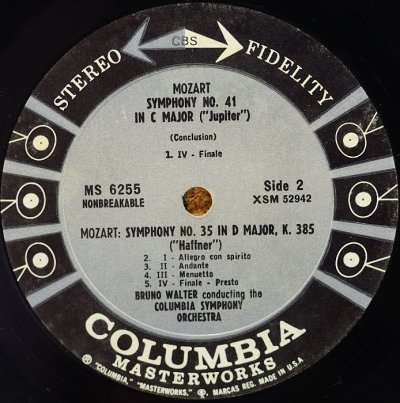 STEREO CBS FIDELITY
MOZART
SYMPHONY NO. 41
IN C MAJOR ("Jupiter")
(Conclusion)
1. IV - Finale
MS 6255
NONBREAKABLE
Side 2
XSM 52942
MOZART: SYMPHONY NO. 35 IN D MAJOR, K. 385
("Haffner")
2. I - Allegro con spirito
3. II - Andante
4. III - Menuetto
5. IV - Finale - Presto
BRUNO WALTER conducting the
COLUMBIA SYMPHONY
ORCHESTRA
COLUMBIA
MASTERWORKS
® "COLUMBIA," "MASTERWORKS," ℗, MARCAS REG. MADE IN U.S.A